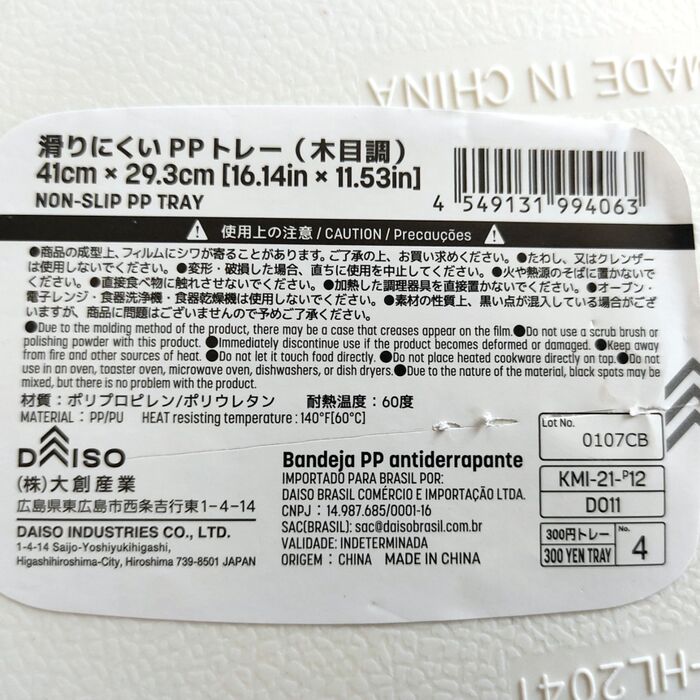 MADE IN CHINA
滑りにくいPPトレー（木目調）
41cm × 29.3cm [16.14in × 11.53in]
NON-SLIP PP TRAY
4 549131 994063
使用上の注意 / CAUTION / Precauções
●商品の成型上、フィルムにシワが寄ることがあります。ご了承の上、お買い求めください。●たわし、又はクレンザー
は使用しないでください。●変形・破損した場合、直ちに使用を中止してください。●火や熱源のそばに置かないで
ください。●直接食べ物に触れさせないでください。●加熱した調理器具を直接置かないでください。●オーブン・
電子レンジ・食器洗浄機・食器乾燥機は使用しないでください。●素材の性質上、黒い点が混入している場合がござ
いますが、商品に問題はございませんので予めご了承ください。
●Due to the molding method of the product, there may be a case that creases appear on the film.●Do not use a scrub brush or
polishing powder with this product. ●Immediately discontinue use if the product becomes deformed or damaged. ●Keep away
from fire and other sources of heat. ●Do not let it touch food directly. ●Do not place heated cookware directly on top.●Do not
use in an oven, toaster oven, microwave oven, dishwashers, or dish dryers.●Due to the nature of the material, black spots may be
mixed, but there is no problem with the product.
材質：ポリプロピレン/ポリウレタン 耐熱温度：60度
MATERIAL : PP/PU HEAT resisting temperature : 140°F[60°C]
DAISO
(株)大創産業
広島県東広島市西条吉行東1-4-14
DAISO INDUSTRIES CO., LTD.
1-4-14 Saijo-Yoshiyukihigashi,
Higashihiroshima-City, Hiroshima 739-8501 JAPAN
Bandeja PP antiderrapante
IMPORTADO PARA BRASIL POR:
DAISO BRASIL COMÉRCIO E IMPORTAÇÃO LTDA.
CNPJ : 14.987.685/0001-16
SAC(BRASIL): sac@daisobrasil.com.br
VALIDADE: INDETERMINADA
ORIGEM : CHINA MADE IN CHINA
Lot No.
0107CB
KMI-21-P12
D011
300円トレー
300 YEN TRAY
No.
4
-HL2041